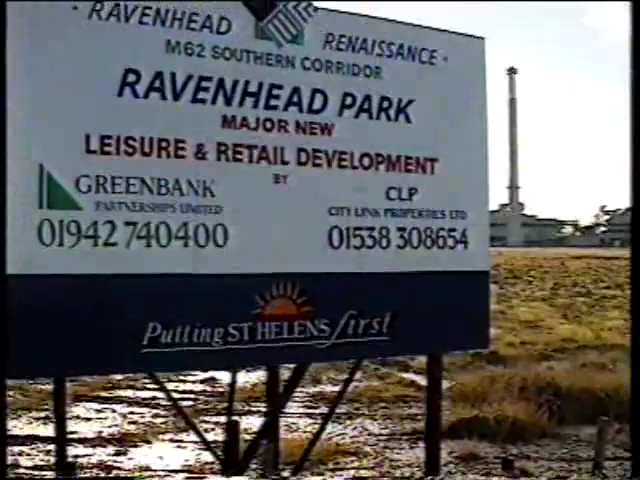 · RAVENHEAD RENAISSANCE ·
M62 SOUTHERN CORRIDOR
RAVENHEAD PARK
MAJOR NEW
LEISURE & RETAIL DEVELOPMENT
BY
GREENBANK
PARTNERSHIPS LIMITED
01942 740400
CLP
CITY LINK PROPERTIES LTD
01538 308654
Putting ST HELENS first